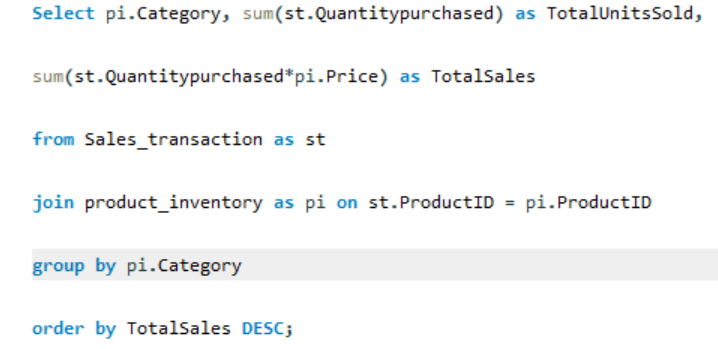 Select pi.Category, sum(st.Quantitypurchased) as TotalUnitsSold,
sum(st.Quantitypurchased*pi.Price) as TotalSales
from Sales_transaction as st
join product_inventory as pi on st.ProductID = pi.ProductID
group by pi.Category
order by TotalSales DESC;